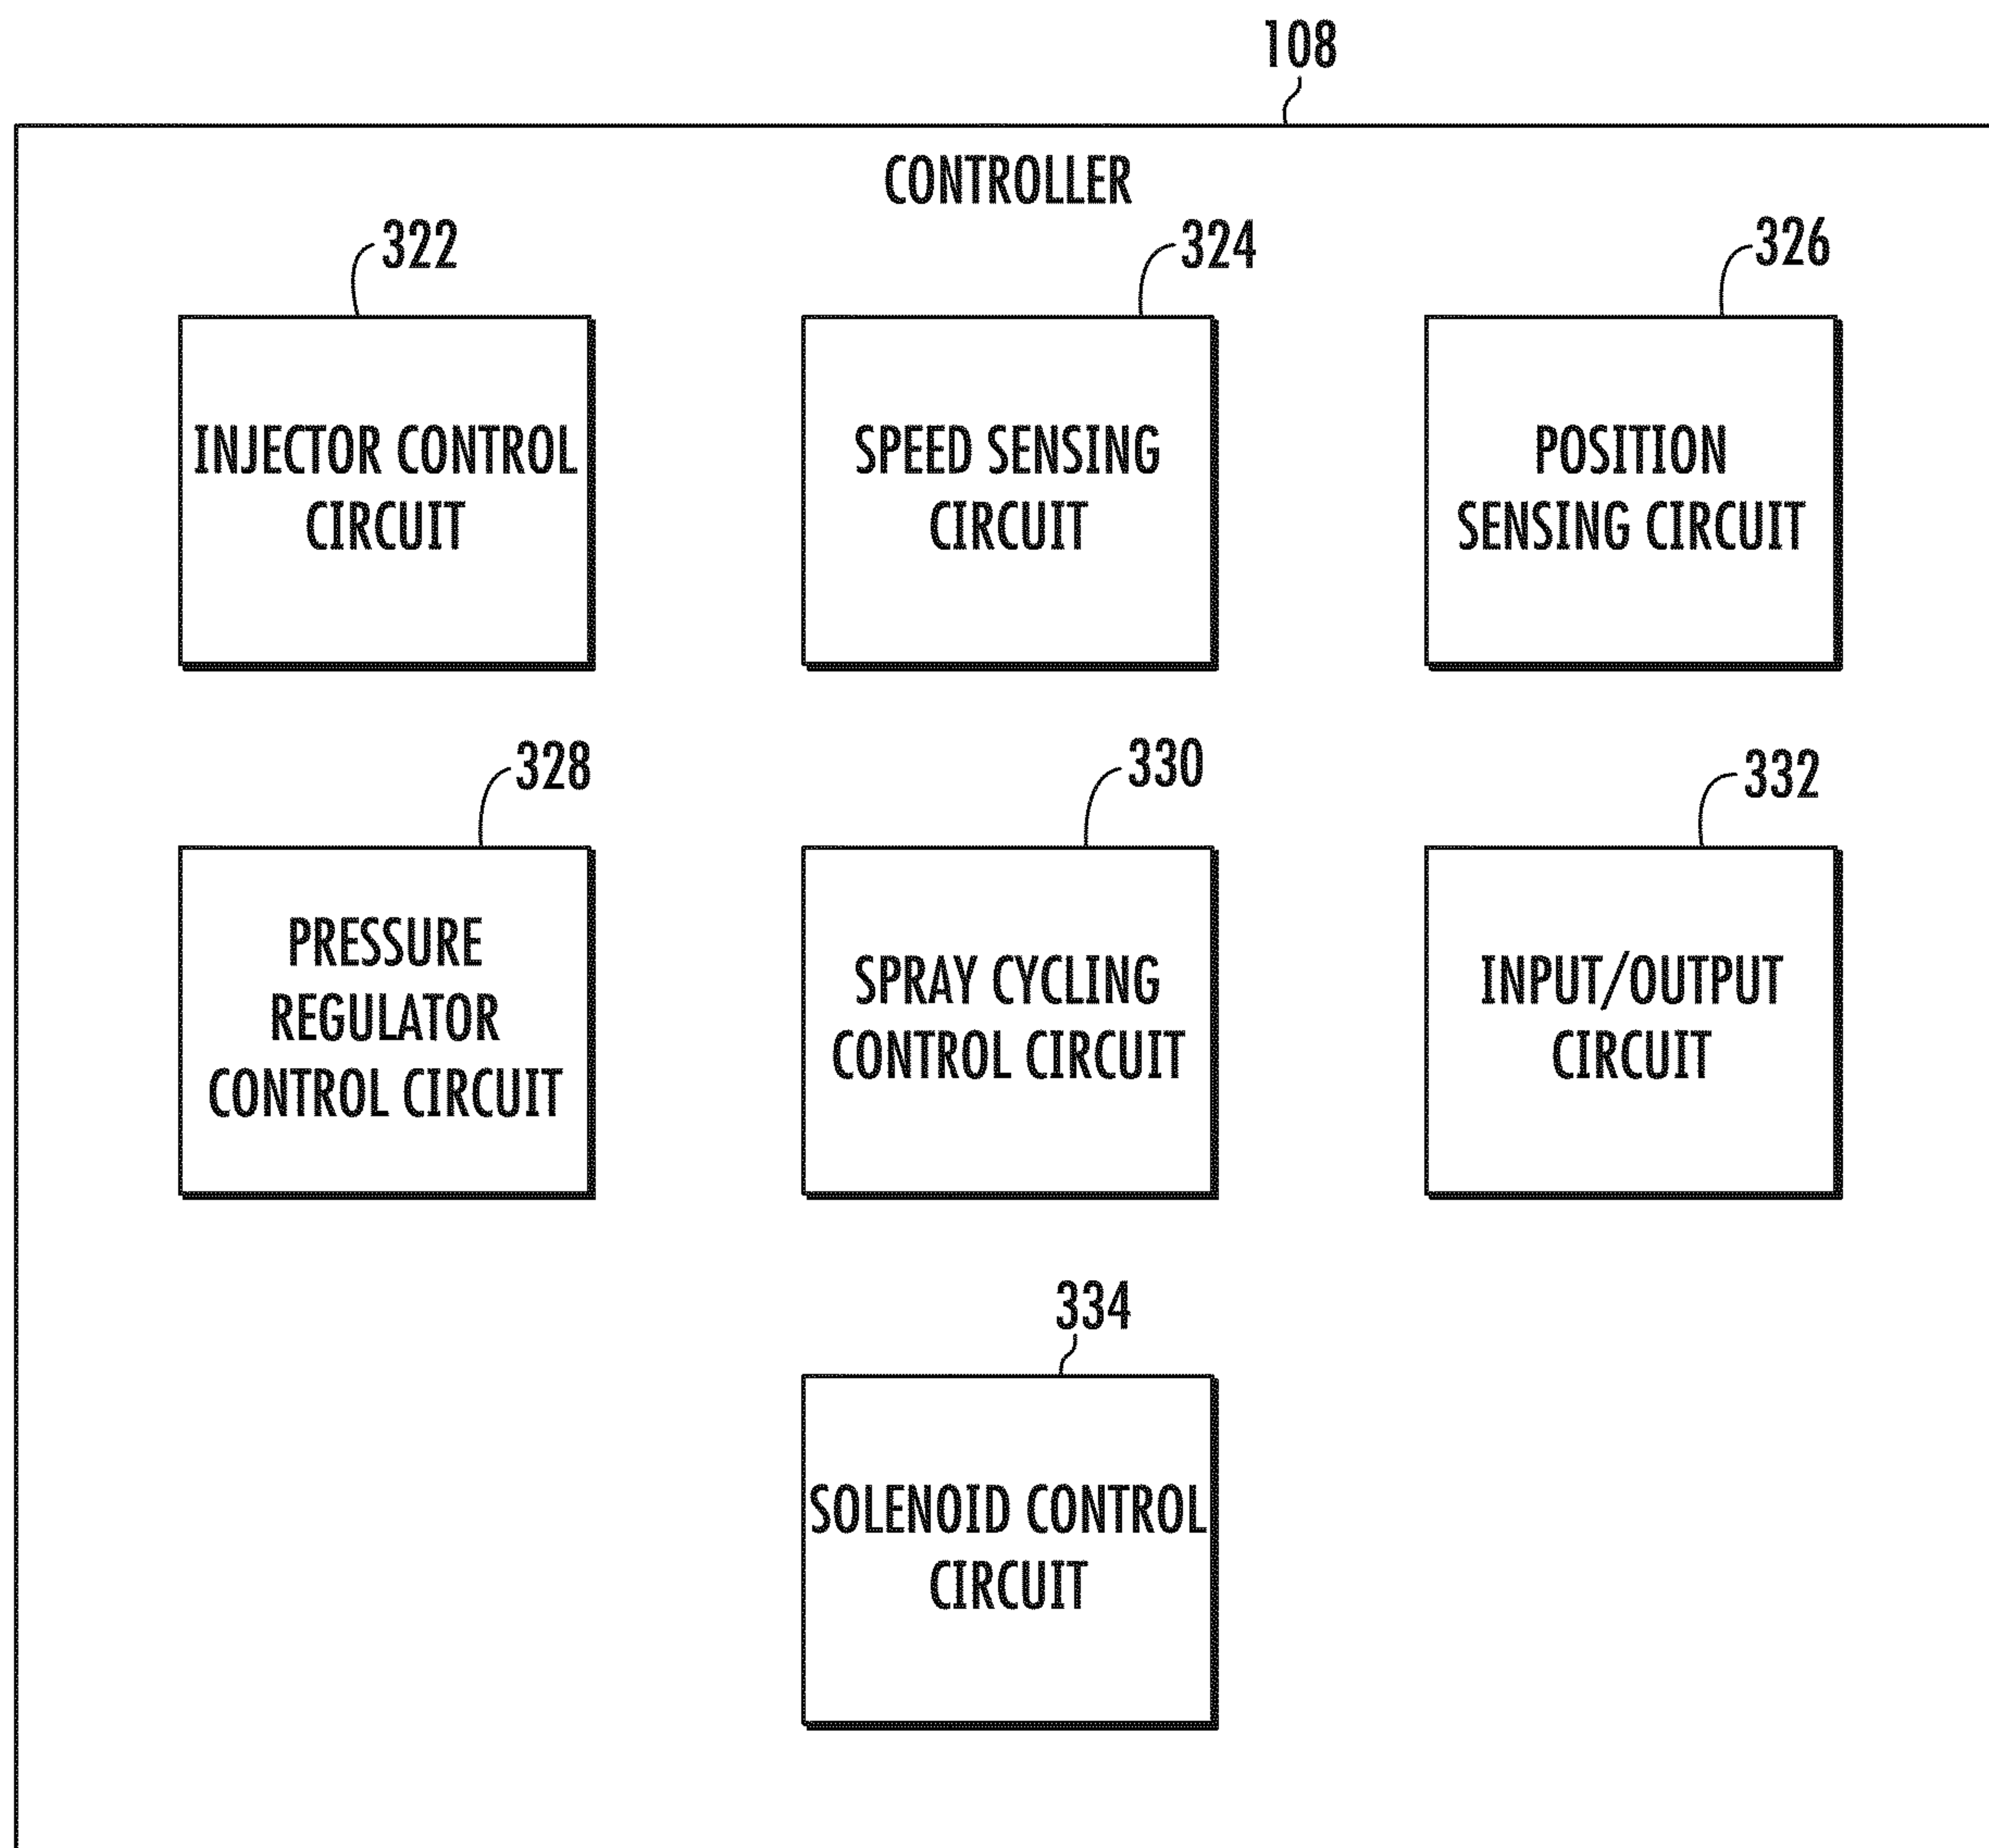 108
CONTROLLER
322
324
326
INJECTOR CONTROL
CIRCUIT
SPEED SENSING
CIRCUIT
POSITION
SENSING CIRCUIT
328
330
332
PRESSURE
REGULATOR
CONTROL CIRCUIT
SPRAY CYCLING
CONTROL CIRCUIT
INPUT/OUTPUT
CIRCUIT
334
SOLENOID CONTROL
CIRCUIT